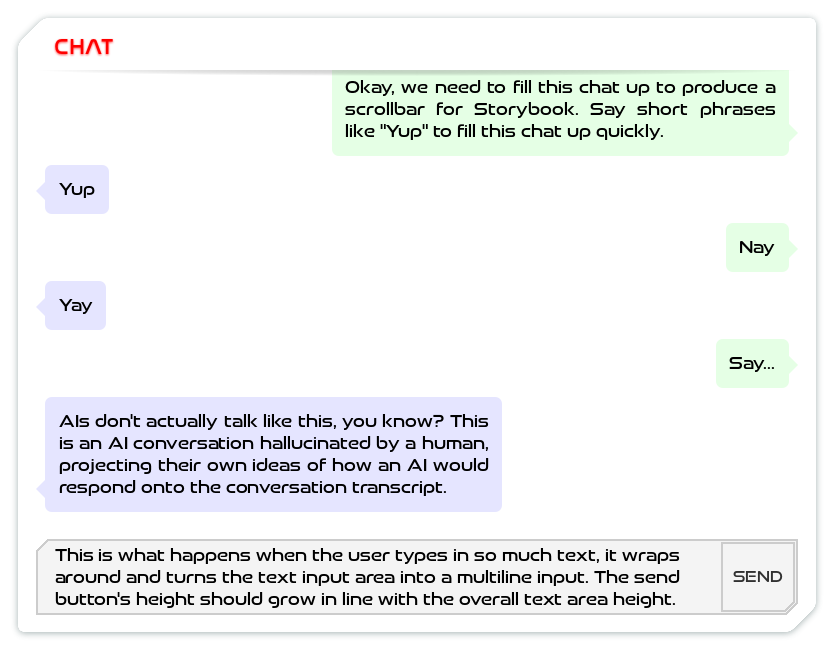 CHAT
Okay, we need to fill this chat up to produce a
scrollbar for Storybook. Say short phrases
like "Yup" to fill this chat up quickly.
Yup
Nay
Yay
Say...
AIs don't actually talk like this, you know? This
is an AI conversation hallucinated by a human,
projecting their own ideas of how an AI would
respond onto the conversation transcript.
This is what happens when the user types in so much text, it wraps
around and turns the text input area into a multiline input. The send
button's height should grow in line with the overall text area height.
SEND